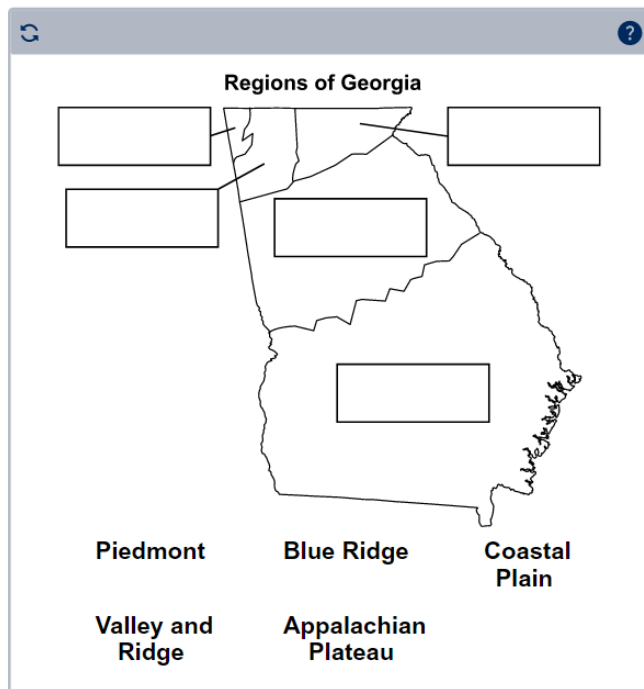 ?
Regions of Georgia
Piedmont
Blue Ridge
Coastal
Plain
Valley and
Ridge
Appalachian
Plateau